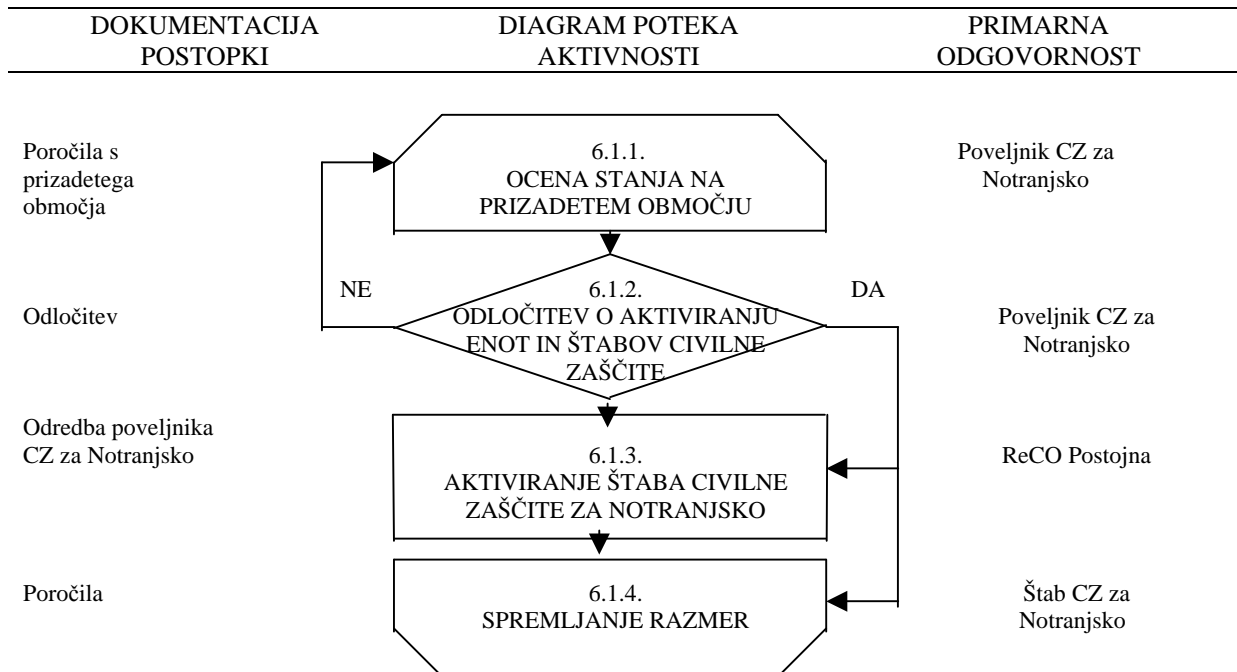 DOKUMENTACIJA
POSTOPKI
DIAGRAM POTEKA
AKTIVNOSTI
PRIMARNA
ODGOVORNOST
Poročila s
prizadetega
območja
6.1.1.
OCENA STANJA NA
PRIZADETEM OBMOČJU
Poveljnik CZ za
Notranjsko
Odločitev
NE
6.1.2.
ODLOČITEV O AKTIVIRANJU
ENOT IN ŠTABOV CIVILNE
ZAŠČITE
DA
Poveljnik CZ za
Notranjsko
Odredba poveljnika
CZ za Notranjsko
6.1.3.
AKTIVIRANJE ŠTABA CIVILNE
ZAŠČITE ZA NOTRANJSKO
ReCO Postojna
Poročila
6.1.4.
SPREMLJANJE RAZMER
Štab CZ za
Notranjsko